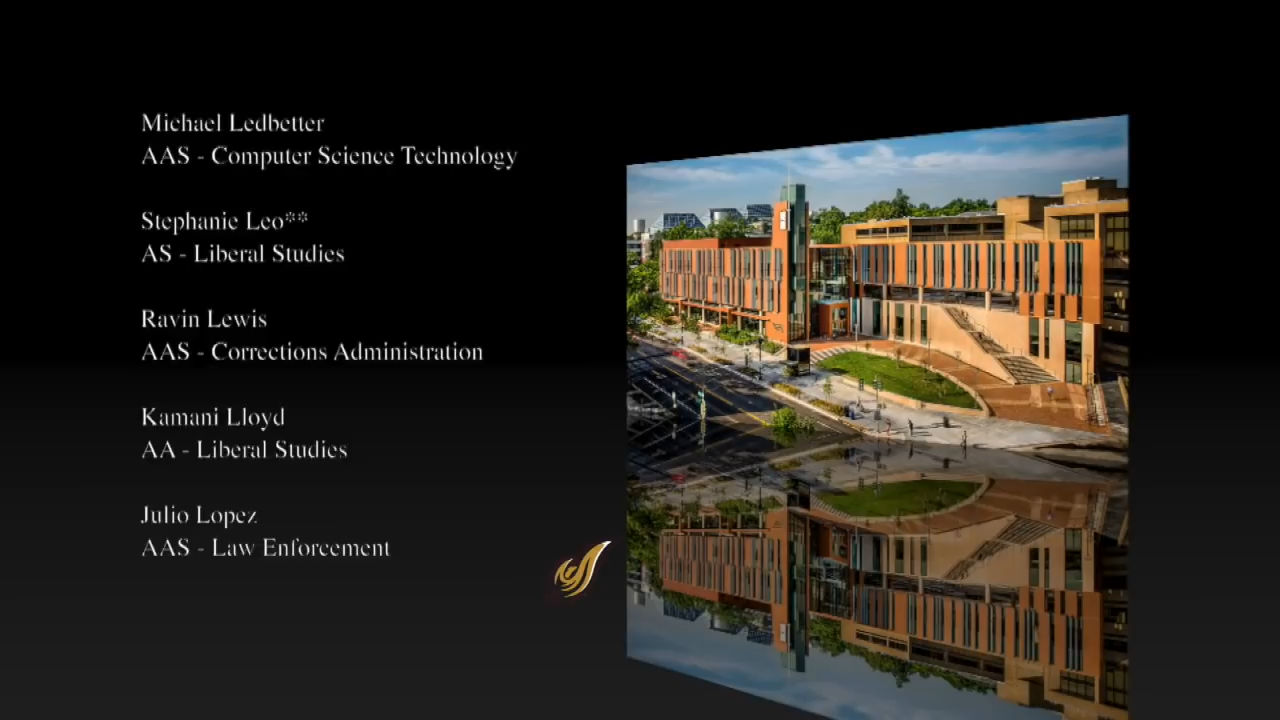 Michael Ledbetter
AAS - Computer Science Technology
Stephanie Leo**
AS - Liberal Studies
Ravin Lewis
AAS - Corrections Administration
Kamani Lloyd
AA - Liberal Studies
Julio Lopez
AAS - Law Enforcement